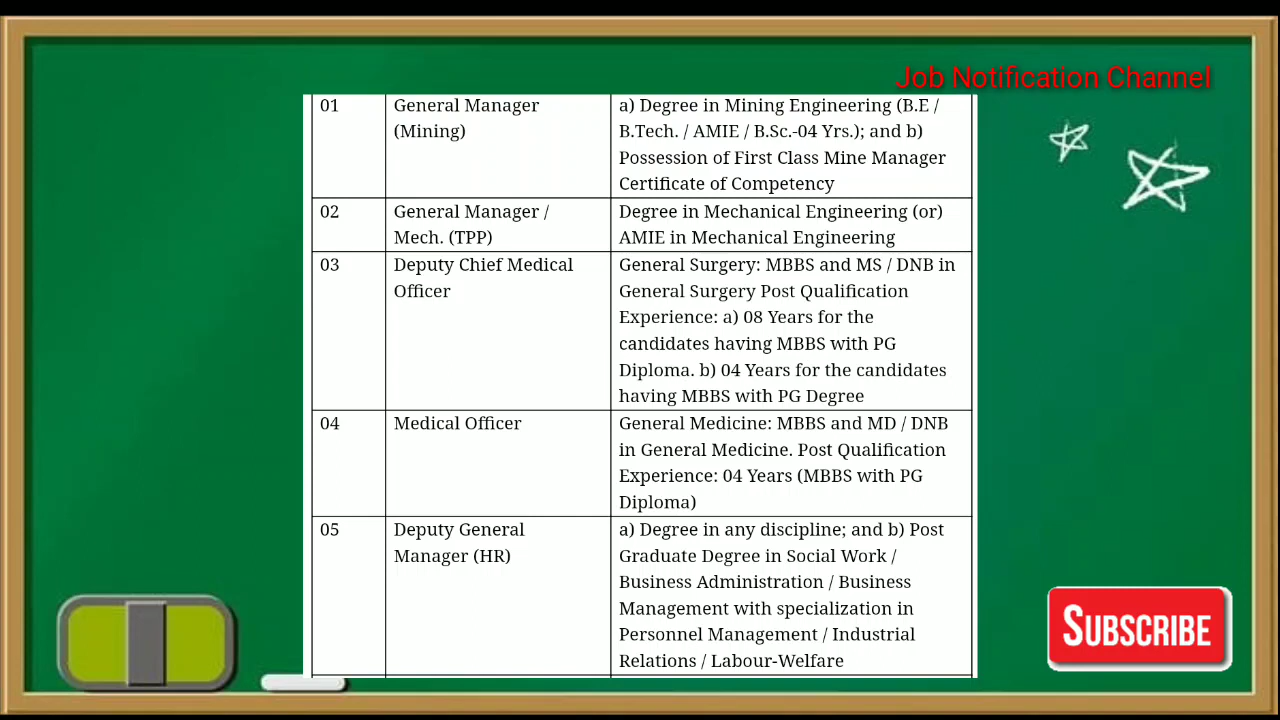 Job Notification Channel
01 General Manager (Mining) a) Degree in Mining Engineering (B.E /
B.Tech. / AMIE / B.Sc.-04 Yrs.); and b)
Possession of First Class Mine Manager
Certificate of Competency
02 General Manager /
Mech. (TPP)
Degree in Mechanical Engineering (or)
AMIE in Mechanical Engineering
03 Deputy Chief Medical
Officer
General Surgery: MBBS and MS / DNB in
General Surgery Post Qualification
Experience: a) 08 Years for the
candidates having MBBS with PG
Diploma. b) 04 Years for the candidates
having MBBS with PG Degree
04 Medical Officer
General Medicine: MBBS and MD / DNB
in General Medicine. Post Qualification
Experience: 04 Years (MBBS with PG
Diploma)
05 Deputy General
Manager (HR)
a) Degree in any discipline; and b) Post
Graduate Degree in Social Work /
Business Administration / Business
Management with specialization in
Personnel Management / Industrial
Relations / Labour-Welfare
SUBSCRIBE